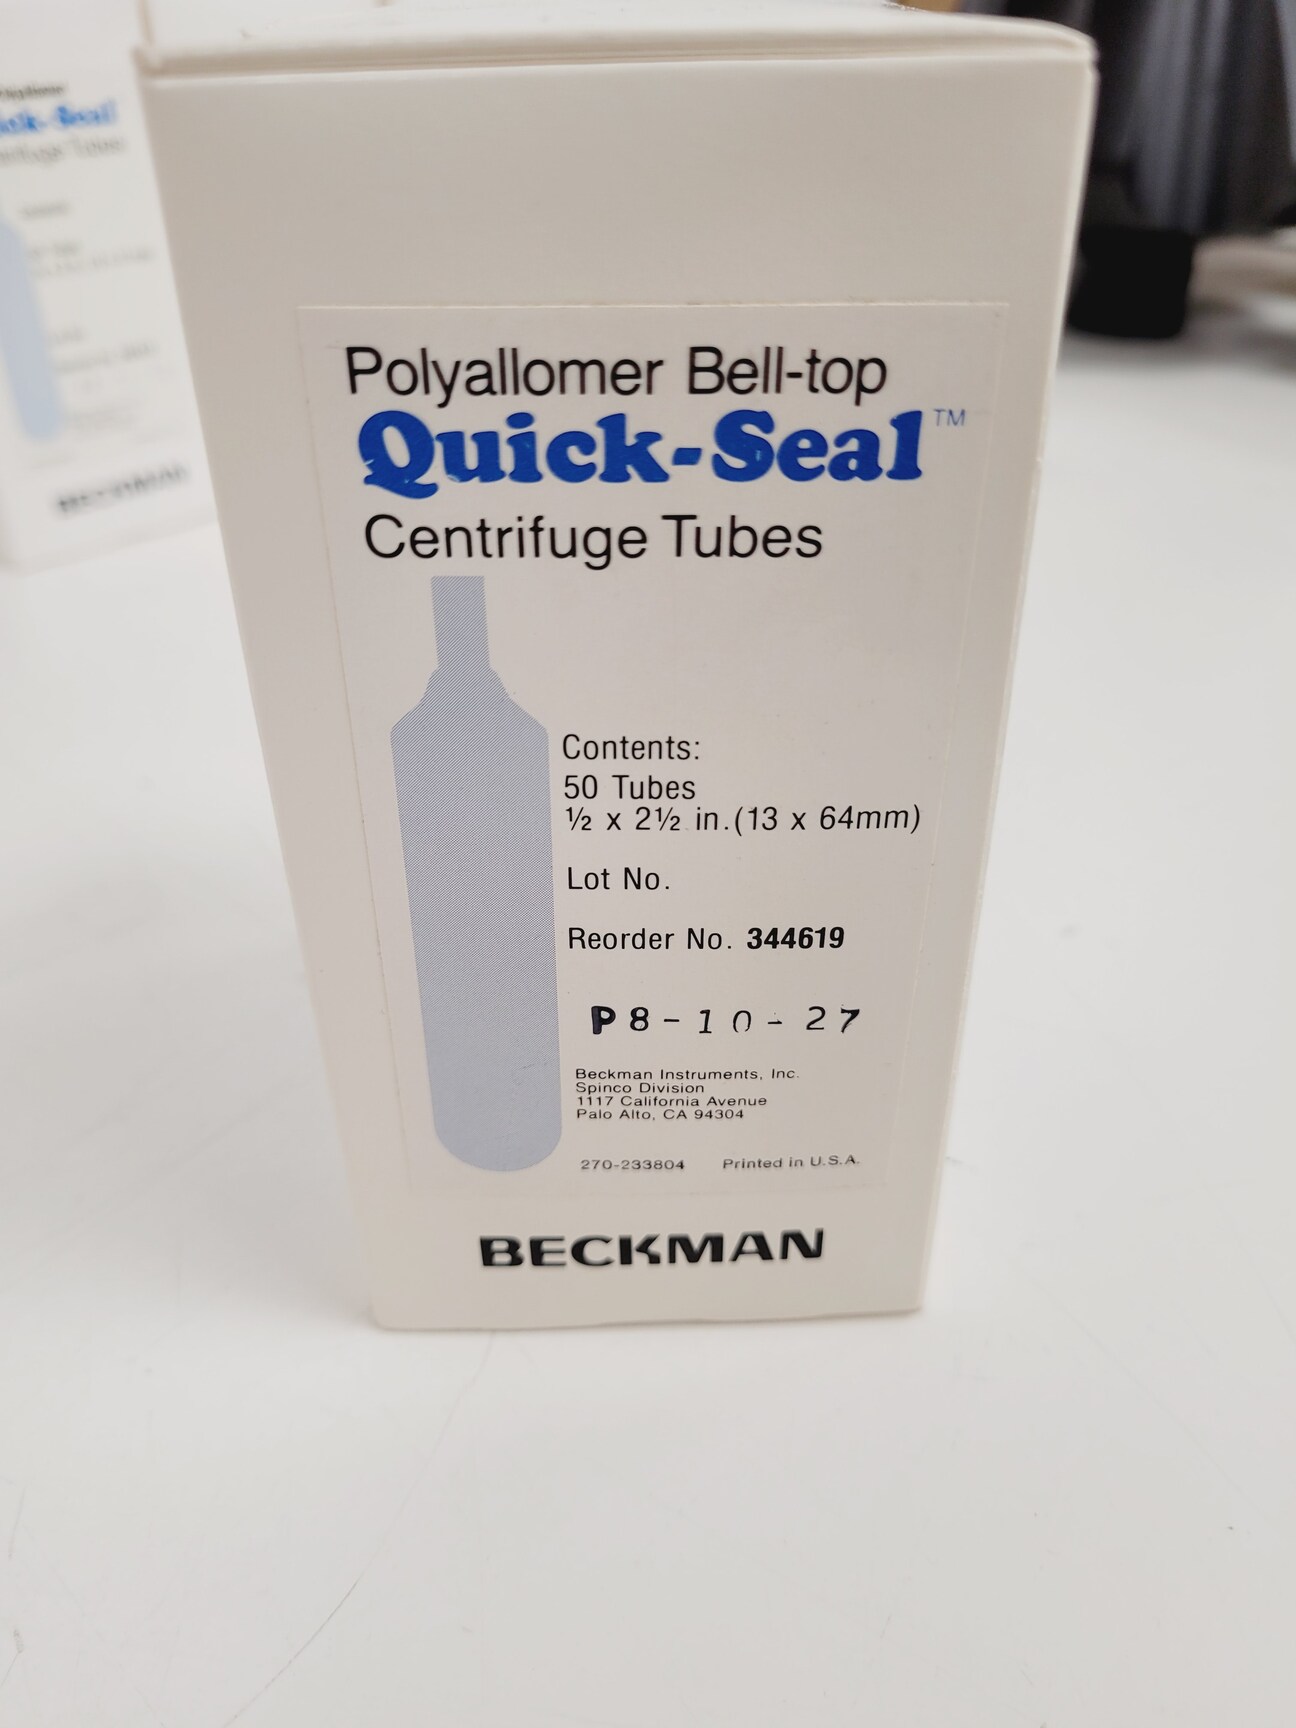 Polyallomer Bell-top
Quick-Seal™
Centrifuge Tubes
Contents:
50 Tubes
½ x 2½ in.(13 x 64mm)
Lot No.
Reorder No. 344619
P8-10-27
Beckman Instruments, Inc.
Spinco Division
1117 California Avenue
Palo Alto, CA 94304
270-233804 Printed in U.S.A.
BECKMAN
BECKMAN